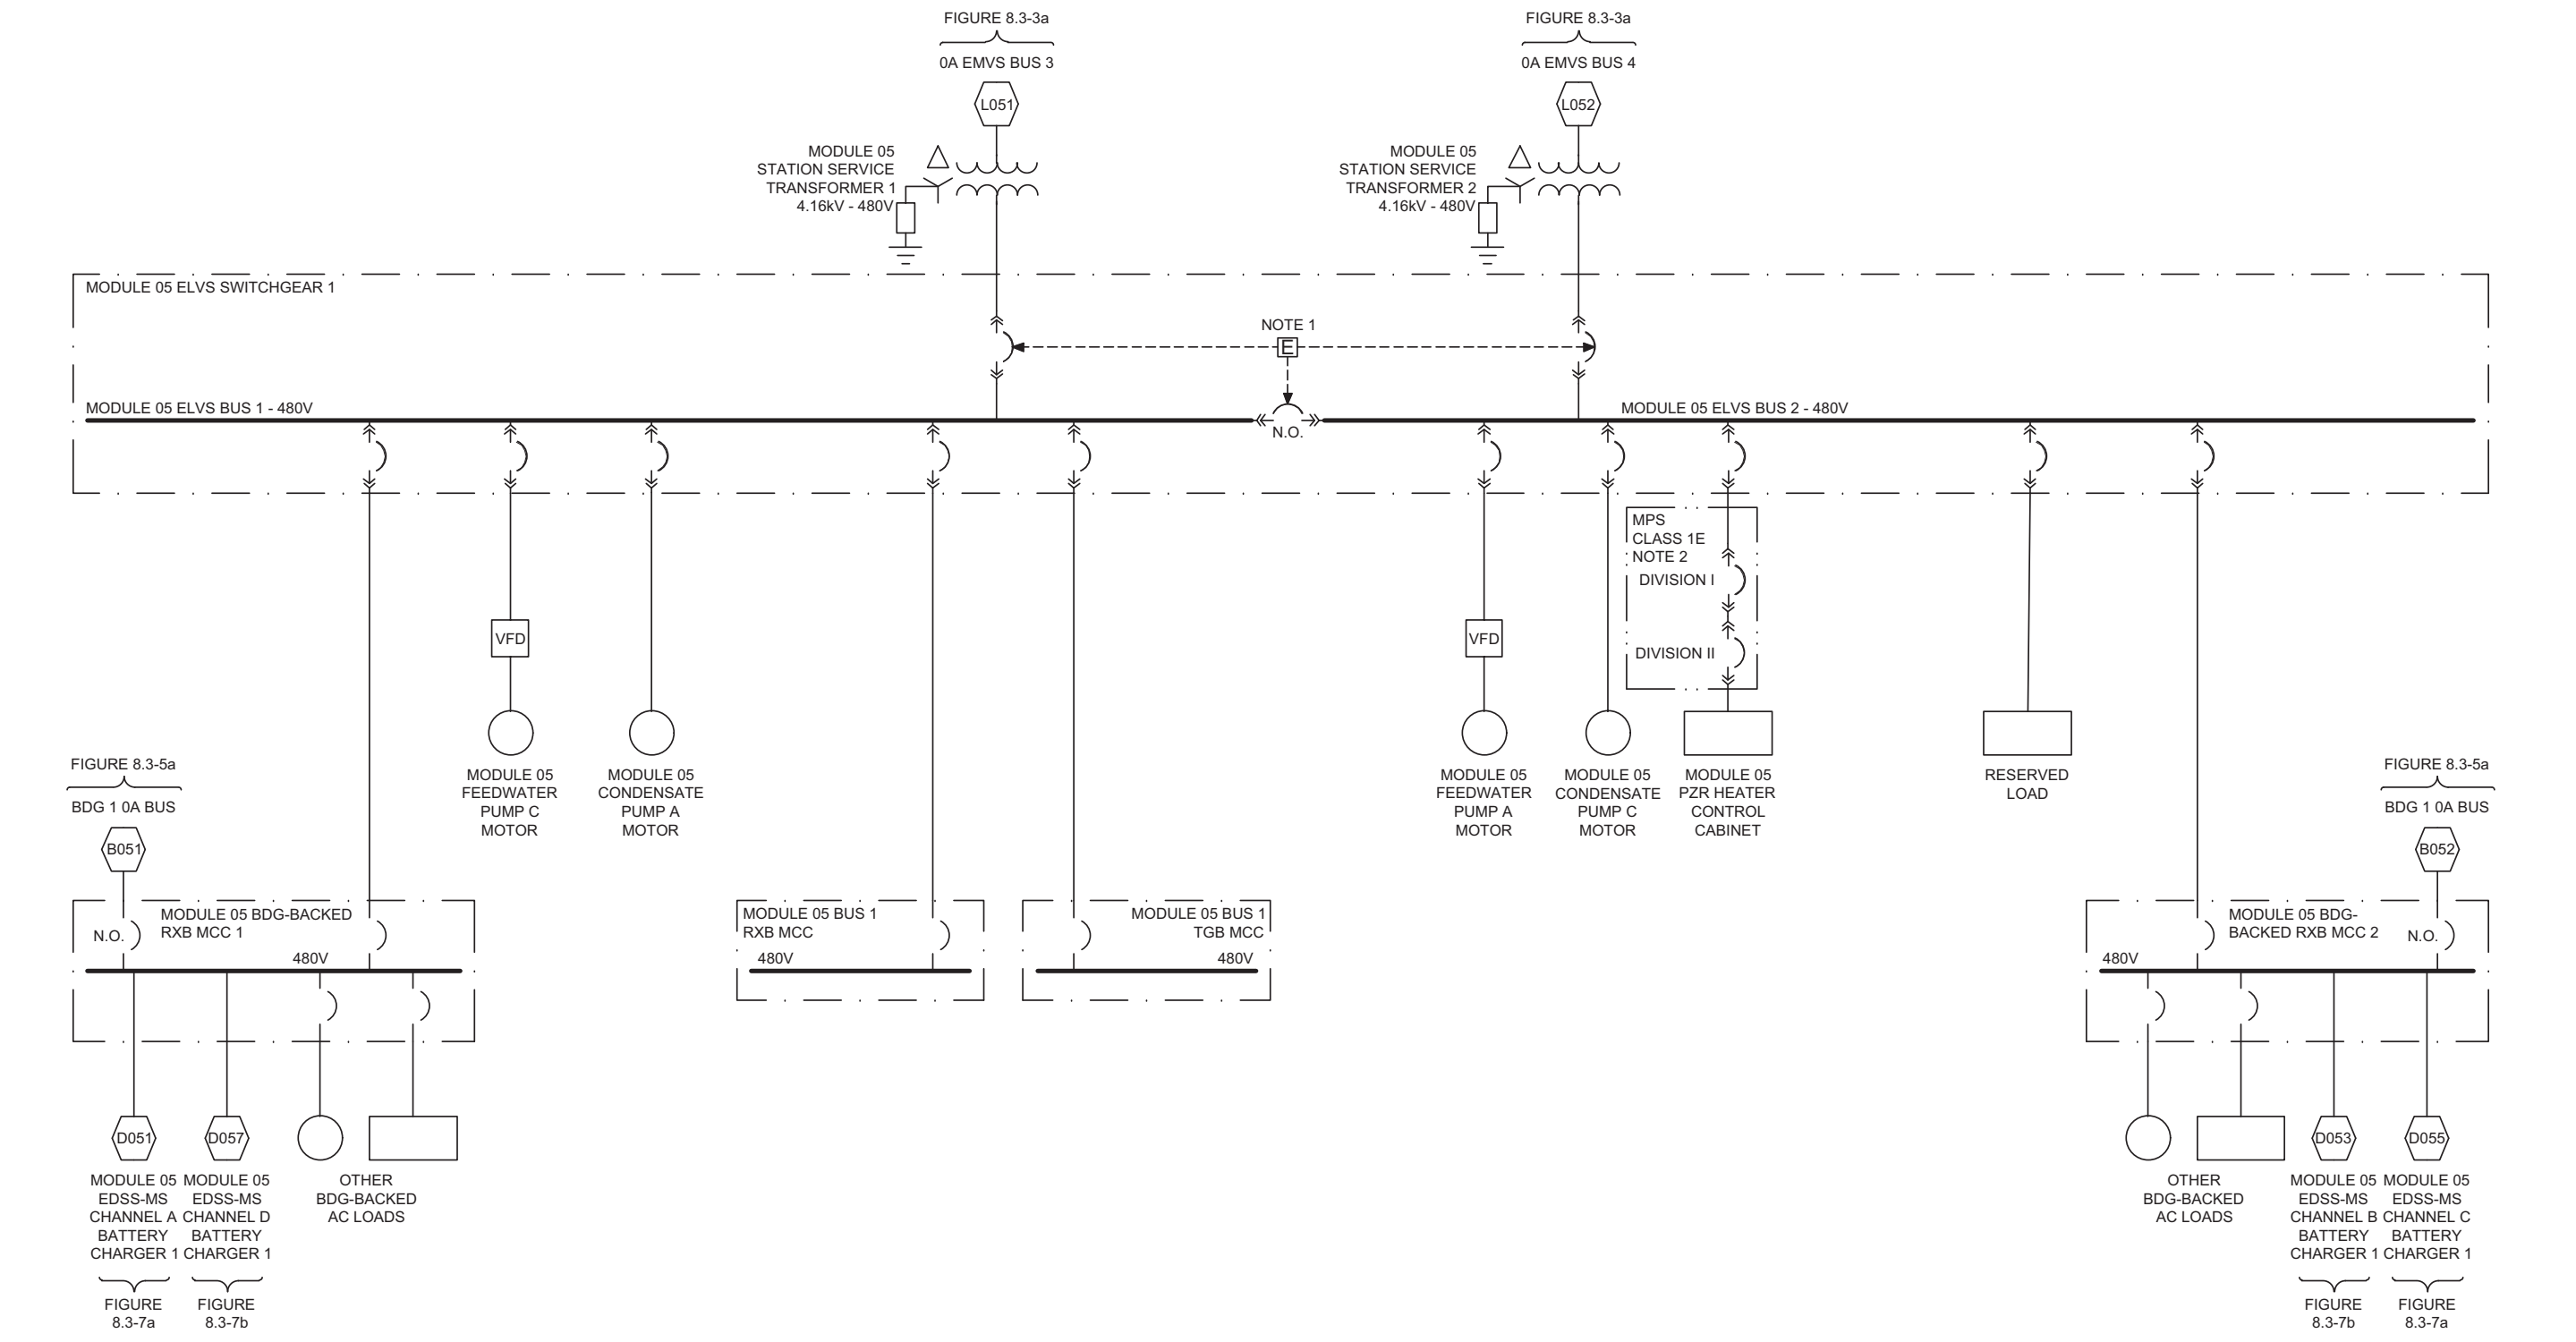 FIGURE 8.3-3a
0A EMVS BUS 3
L051
MODULE 05
STATION SERVICE
TRANSFORMER 1
4.16kV - 480V
FIGURE 8.3-3a
0A EMVS BUS 4
L052
MODULE 05
STATION SERVICE
TRANSFORMER 2
4.16kV - 480V
MODULE 05 ELVS SWITCHGEAR 1
NOTE 1
E
MODULE 05 ELVS BUS 1 - 480V
N.O.
MODULE 05 ELVS BUS 2 - 480V
MPS
CLASS 1E
NOTE 2
DIVISION I
DIVISION II
VFD
MODULE 05
FEEDWATER
PUMP C
MOTOR
MODULE 05
CONDENSATE
PUMP A
MOTOR
VFD
MODULE 05
FEEDWATER
PUMP A
MOTOR
MODULE 05
CONDENSATE
PUMP C
MOTOR
MODULE 05
PZR HEATER
CONTROL
CABINET
RESERVED
LOAD
FIGURE 8.3-5a
BDG 1 0A BUS
B051
N.O.
MODULE 05 BDG-BACKED
RXB MCC 1
480V
MODULE 05 BUS 1
RXB MCC
480V
MODULE 05 BUS 1
TGB MCC
480V
FIGURE 8.3-5a
BDG 1 0A BUS
B052
MODULE 05 BDG-
BACKED RXB MCC 2
N.O.
480V
D051
MODULE 05
EDSS-MS
CHANNEL A
BATTERY
CHARGER 1
FIGURE
8.3-7a
D057
MODULE 05
EDSS-MS
CHANNEL D
BATTERY
CHARGER 1
FIGURE
8.3-7b
OTHER
BDG-BACKED
AC LOADS
OTHER
BDG-BACKED
AC LOADS
D053
MODULE 05
EDSS-MS
CHANNEL B
BATTERY
CHARGER 1
FIGURE
8.3-7b
D055
MODULE 05
EDSS-MS
CHANNEL C
BATTERY
CHARGER 1
FIGURE
8.3-7a